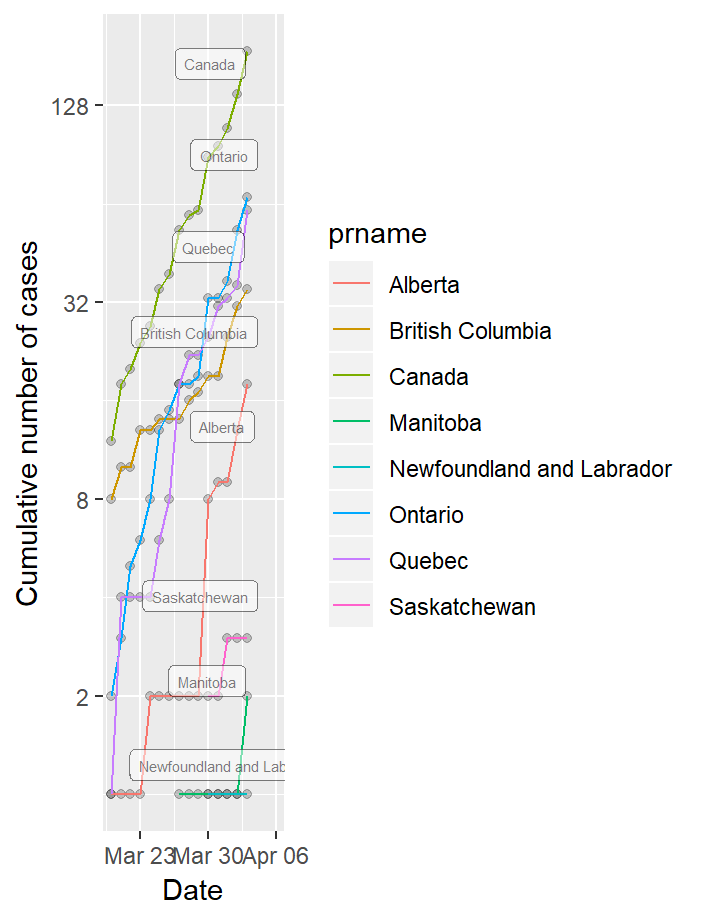 Cumulative number of cases
128
32
8
2
Canada
Ontario
Quebec
British Columbia
Alberta
Saskatchewan
Manitoba
Newfoundland and Lab
Mar 23
Mar 30
Apr 06
Date
prname
Alberta
British Columbia
Canada
Manitoba
Newfoundland and Labrador
Ontario
Quebec
Saskatchewan